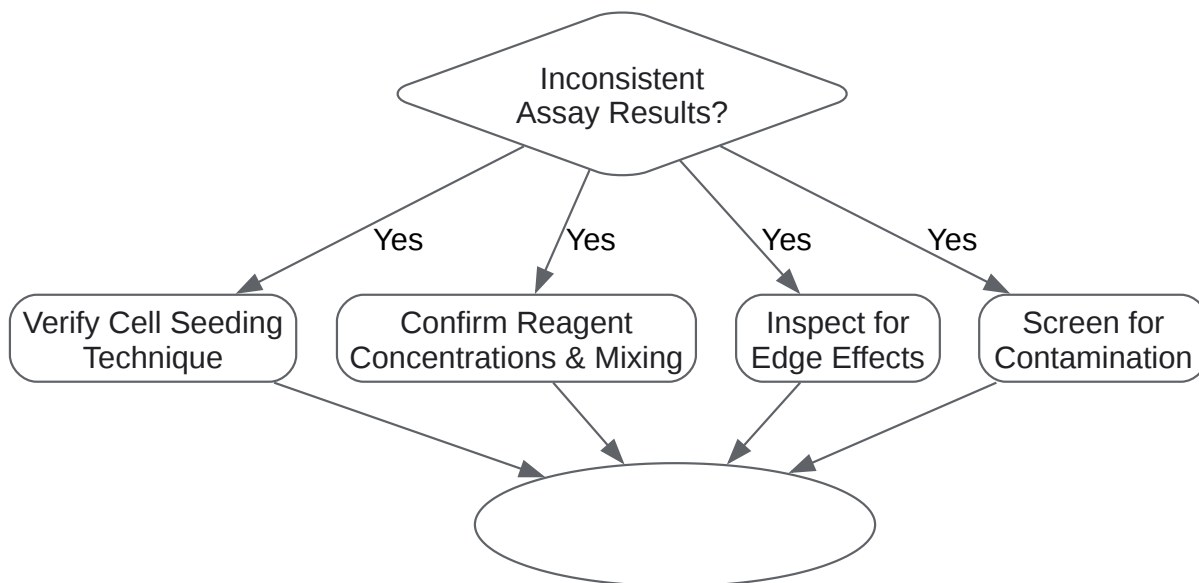 Inconsistent
Assay Results?
Yes
Yes
Yes
Yes
Verify Cell Seeding
Technique
Confirm Reagent
Concentrations & Mixing
Inspect for
Edge Effects
Screen for
Contamination